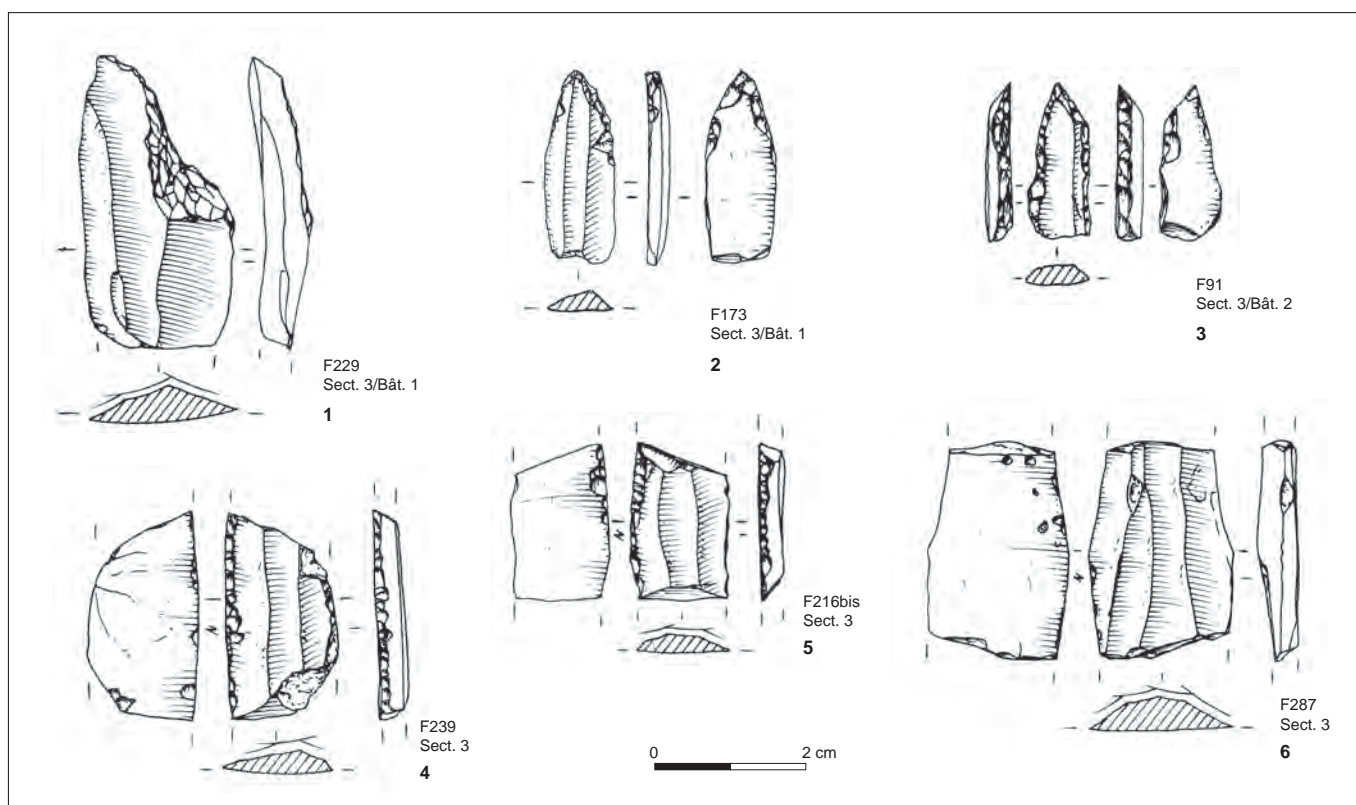 F229
Sect. 3/Bât. 1
1
F173
Sect. 3/Bât. 1
2
F91
Sect. 3/Bât. 2
3
F239
Sect. 3
4
F216bis
Sect. 3
5
F287
Sect. 3
6
0 2 cm